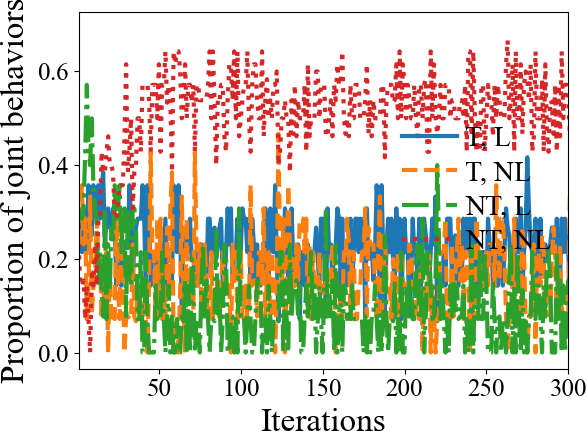 Proportion of joint behaviors
0.6
0.4
0.2
0.0
T, L
T, NL
NT, L
NT, NL
50
100
150
200
250
300
Iterations